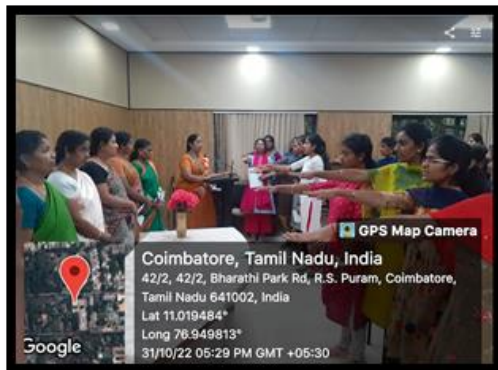 GPS Map Camera
Coimbatore, Tamil Nadu, India
42/2, 42/2, Bharathi Park Rd, R.S. Puram, Coimbatore,
Tamil Nadu 641002, India
Lat 11.019484°
Long 76.949813°
31/10/22 05:29 PM GMT +05:30
Google